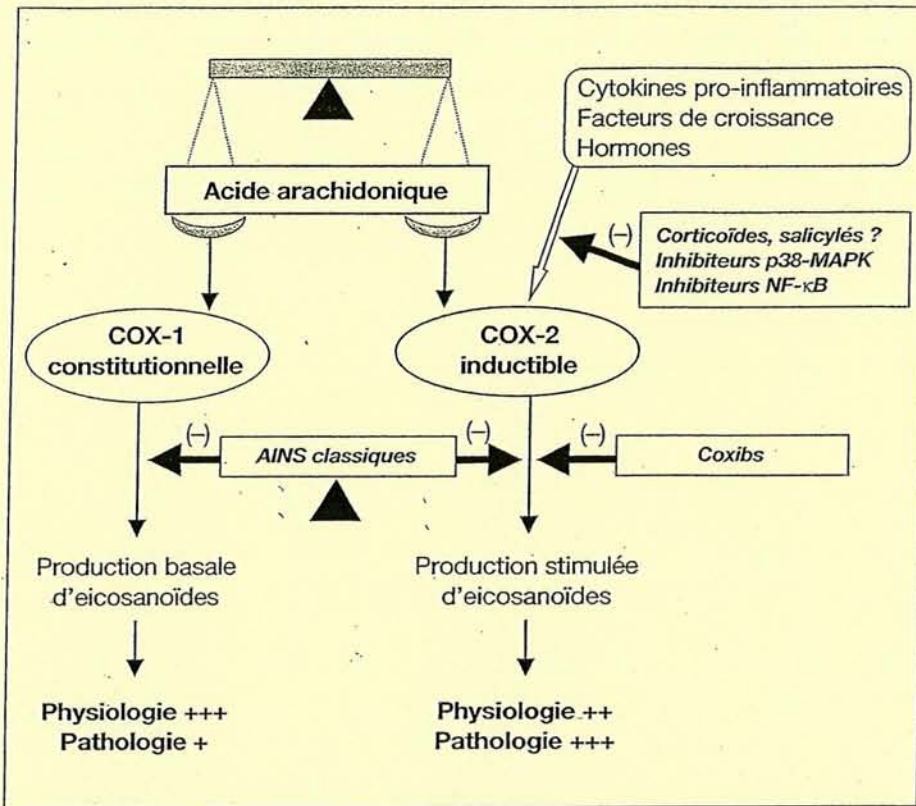 Cytokines pro-inflammatoires
Facteurs de croissance
Hormones
Acide arachidonique
(–)
Corticoïdes, salicylés ?
Inhibiteurs p38-MAPK
Inhibiteurs NF-κB
COX-1
constitutionnelle
COX-2
inductible
(–)
AINS classiques
(–)
(–)
Coxibs
Production basale
d'eicosanoïdes
Production stimulée
d'eicosanoïdes
Physiologie +++
Pathologie +
Physiologie ++
Pathologie +++